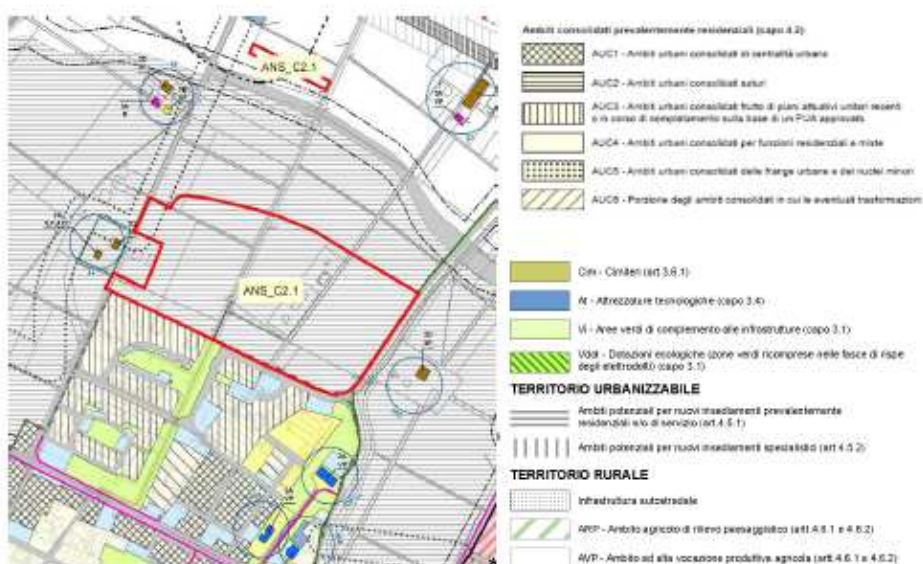 ANS_C2.1
ANS_C2.1
Ambiti consolidati prevalentemente residenziali (capo 4.2)
AUC1 - Ambiti urbani consolidati di centralità urbana
AUC2 - Ambiti urbani consolidati saturi
AUC3 - Ambiti urbani consolidati frutto di piani attuativi unitari recenti
o in corso di completamento sulla base di un PUA approvato
AUC4 - Ambiti urbani consolidati per funzioni residenziali e miste
AUC5 - Ambiti urbani consolidati delle frange urbane e dei nuclei minori
AUC6 - Porzione degli ambiti consolidati in cui le eventuali trasformazioni
Cim - Cimiteri (art 3.6.1)
At - Attrezzature tecnologiche (capo 3.4)
Vi - Aree verdi di complemento alle infrastrutture (capo 3.1)
Vdot - Dotazioni ecologiche (zone verdi ricomprese nelle fasce di rispe
degli elettrodotti) (capo 3.1)
TERRITORIO URBANIZZABILE
Ambiti potenziali per nuovi insediamenti prevalentemente
residenziali e/o di servizio (art.4.5.1)
Ambiti potenziali per nuovi insediamenti specialistici (art 4.5.2)
TERRITORIO RURALE
Infrastruttura autostradale
ARP - Ambito agricolo di rilievo paesaggistico (artt.4.6.1 e 4.6.2)
AVP - Ambito ad alta vocazione produttiva agricola (artt.4.6.1 e 4.6.2)